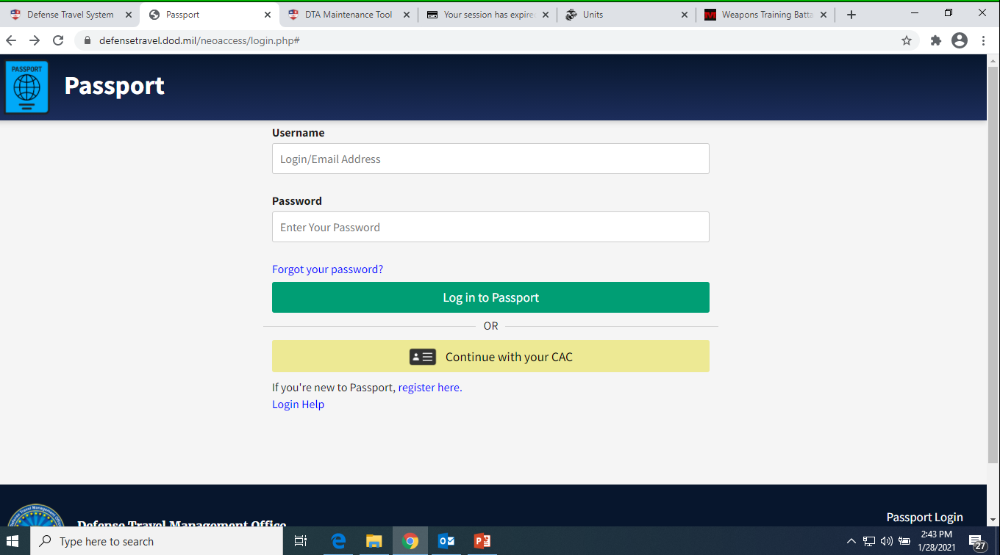 Defense Travel System
Passport
DTA Maintenance Tool
Your session has expire
Units
Weapons Training Batta
defensetravel.dod.mil/neoaccess/login.php#
PASSPORT
Passport
Username
Login/Email Address
Password
Enter Your Password
Forgot your password?
Log in to Passport
OR
Continue with your CAC
If you're new to Passport, register here.
Login Help
Defense Travel Management Office
Passport Login
Type here to search
2:43 PM
1/28/2021
27